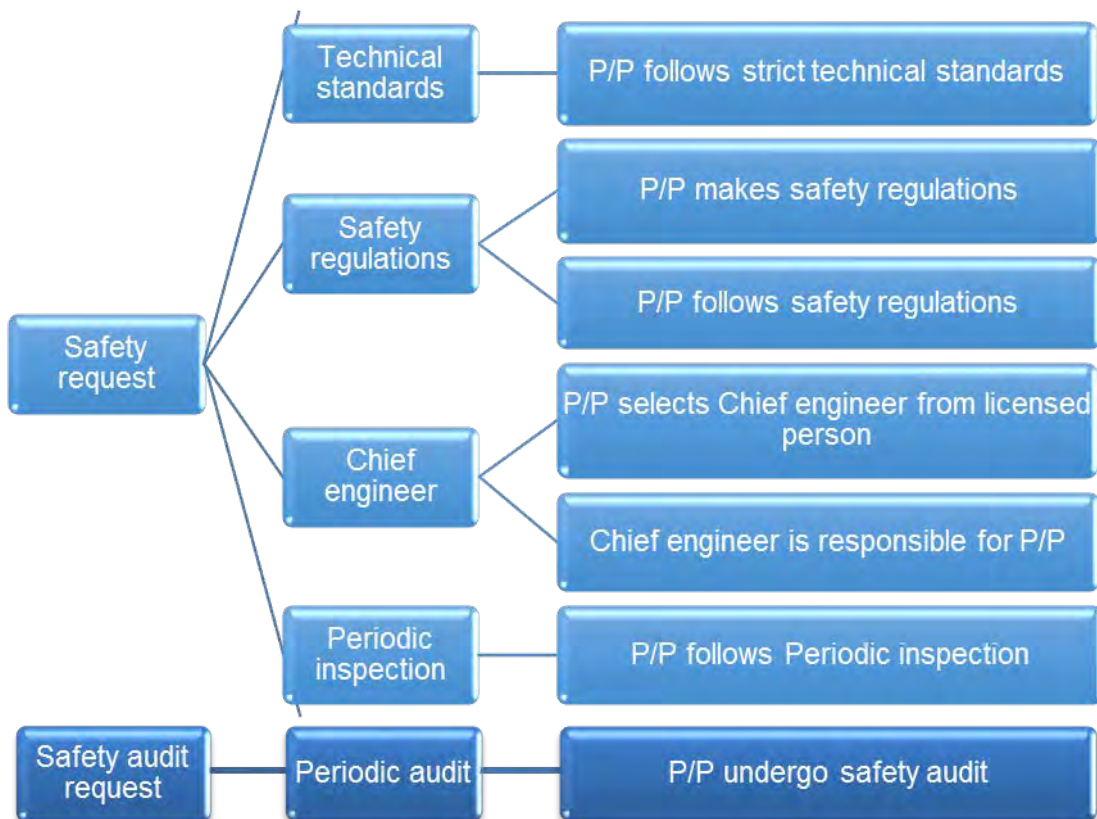 Technical
standards
P/P follows strict technical standards
Safety
regulations
P/P makes safety regulations
P/P follows safety regulations
Safety
request
Chief
engineer
P/P selects Chief engineer from licensed
person
Chief engineer is responsible for P/P
Periodic
inspection
P/P follows Periodic inspection
Safety audit
request
Periodic audit
P/P undergo safety audit